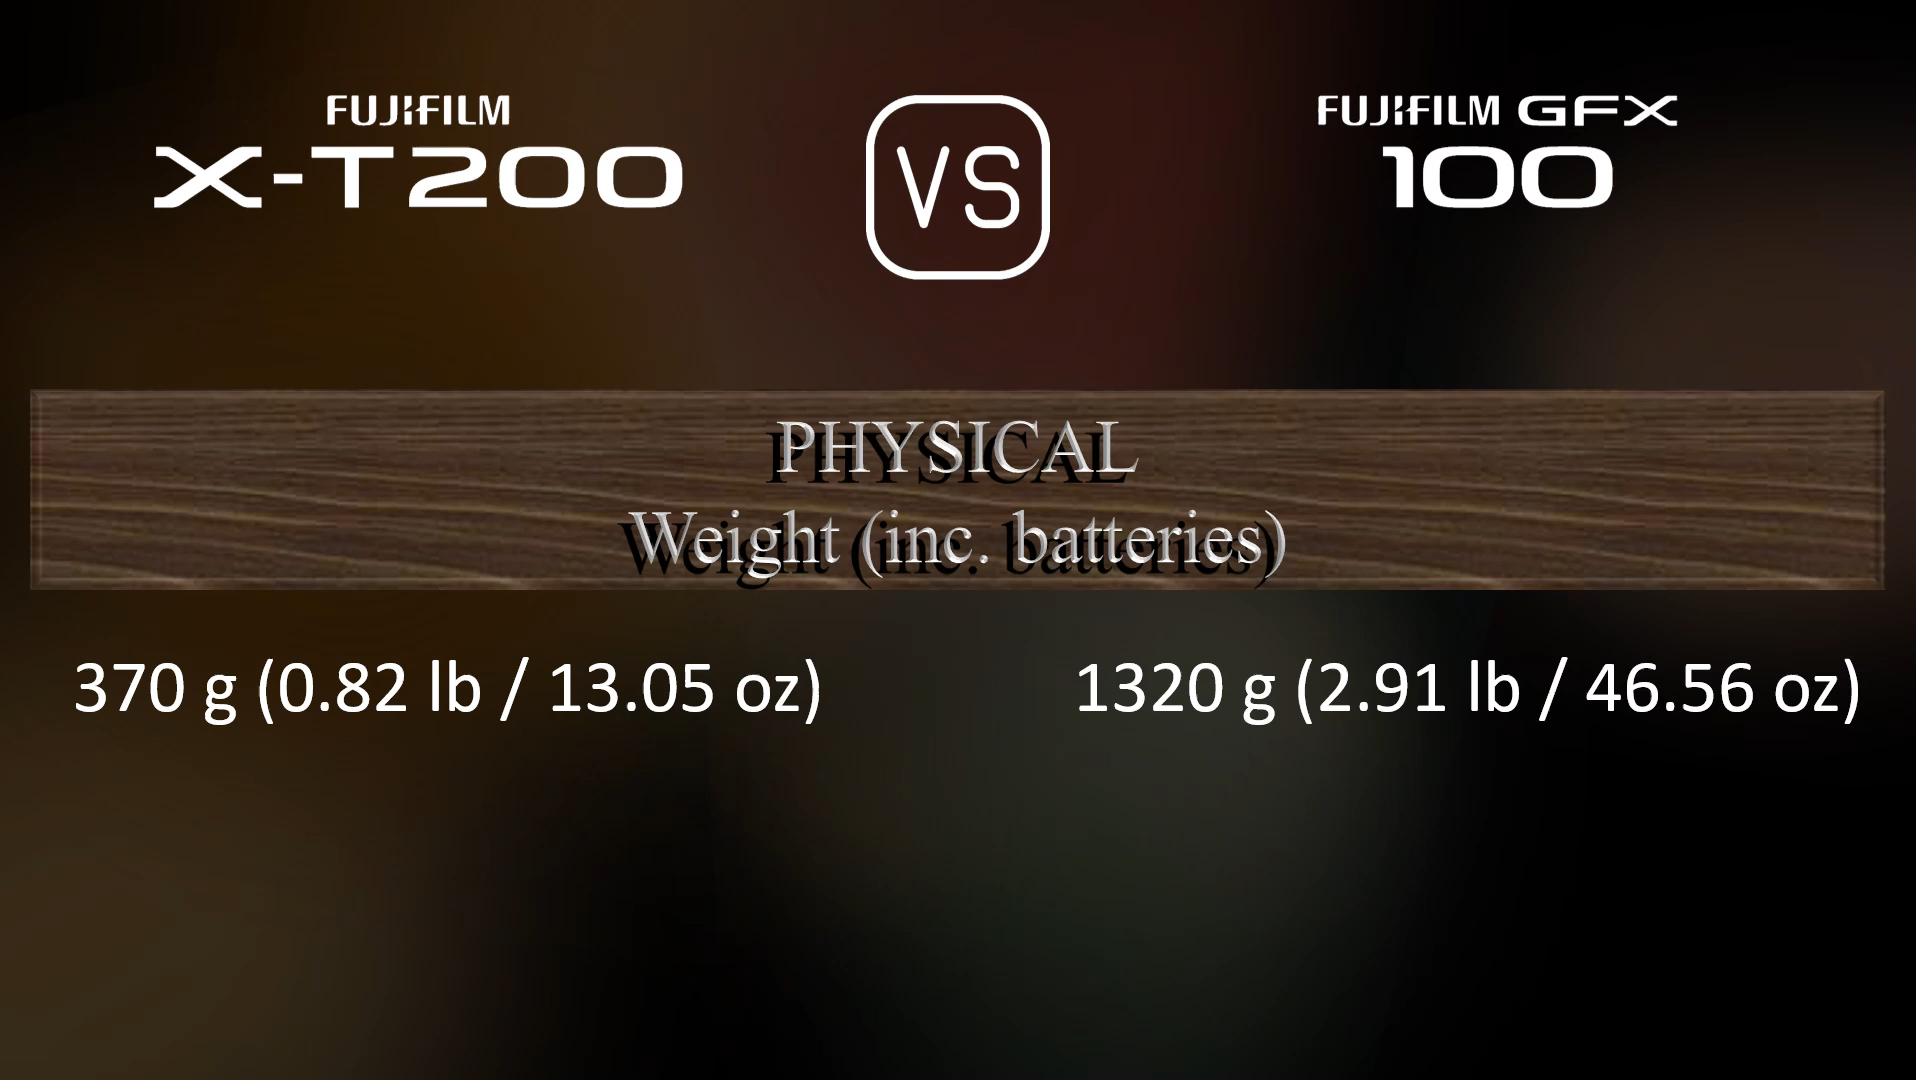 FUJIFILM
X-T200
VS
FUJIFILM GFX
100
PHYSICAL
Weight (inc. batteries)
370 g (0.82 lb / 13.05 oz)
1320 g (2.91 lb / 46.56 oz)